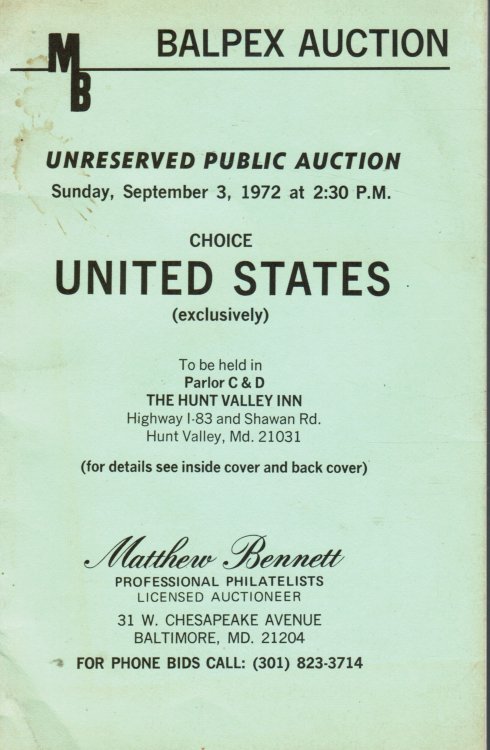 MB
BALPEX AUCTION
UNRESERVED PUBLIC AUCTION
Sunday, September 3, 1972 at 2:30 P.M.
CHOICE
UNITED STATES
(exclusively)
To be held in
Parlor C & D
THE HUNT VALLEY INN
Highway I-83 and Shawan Rd.
Hunt Valley, Md. 21031
(for details see inside cover and back cover)
Matthew Bennett
PROFESSIONAL PHILATELISTS
LICENSED AUCTIONEER
31 W. CHESAPEAKE AVENUE
BALTIMORE, MD. 21204
FOR PHONE BIDS CALL: (301) 823-3714